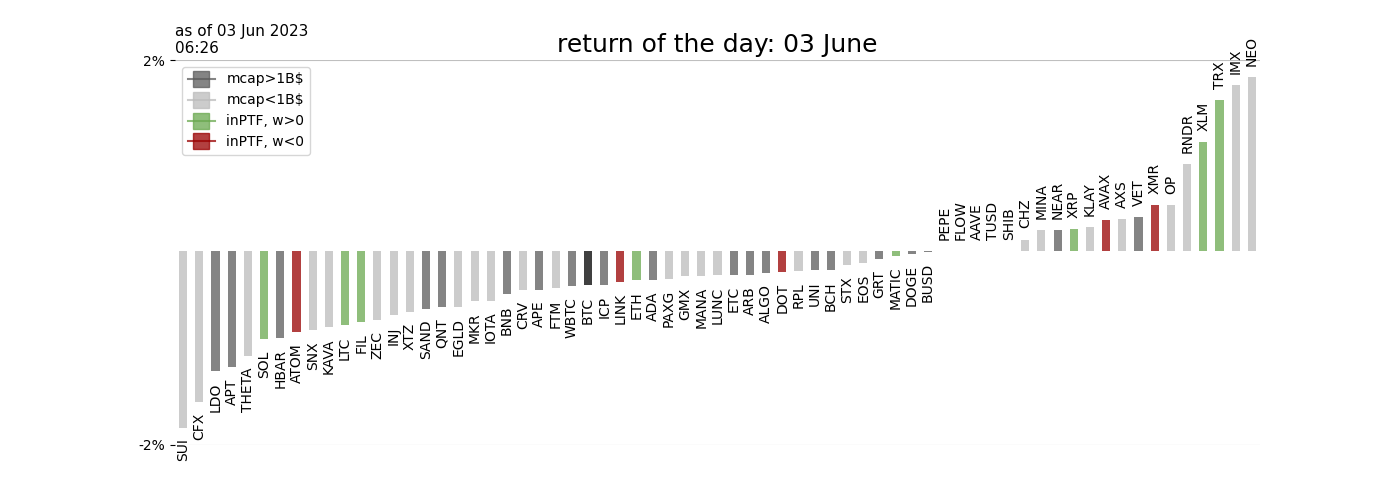 as of 03 Jun 2023
06:26
return of the day: 03 June
2%
mcap>1B$
mcap<1B$
inPTF, w>0
inPTF, w<0
-2%
SUI
CFX
LDO
APT
THETA
SOL
HBAR
ATOM
SNX
KAVA
LTC
FIL
ZEC
INJ
XTZ
SAND
QNT
EGLD
MKR
IOTA
BNB
CRV
APE
FTM
WBTC
BTC
ICP
LINK
ETH
ADA
PAXG
GMX
MANA
LUNC
ETC
ARB
ALGO
DOT
RPL
UNI
BCH
STX
EOS
GRT
MATIC
DOGE
BUSD
PEPE
FLOW
AAVE
TUSD
SHIB
CHZ
MINA
NEAR
XRP
KLAY
AVAX
AXS
VET
XMR
OP
RNDR
XLM
TRX
IMX
NEO